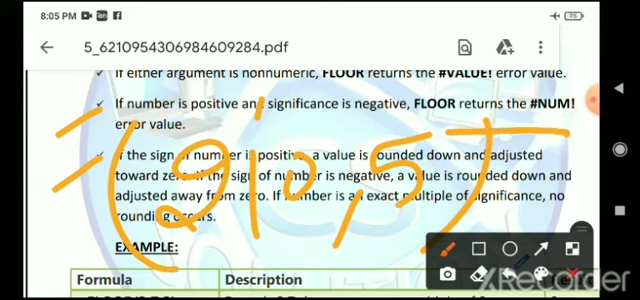 8:05 PM
75
5_6210954306984609284.pdf
If either argument is nonnumeric, FLOOR returns the #VALUE! error value.
If number is positive and significance is negative, FLOOR returns the #NUM!
error value.
If the sign of number is positive, a value is rounded down and adjusted
toward zero. If the sign of number is negative, a value is rounded down and
adjusted away from zero. If number is an exact multiple of significance, no
rounding occurs.
EXAMPLE:
Formula Description
XRecorder